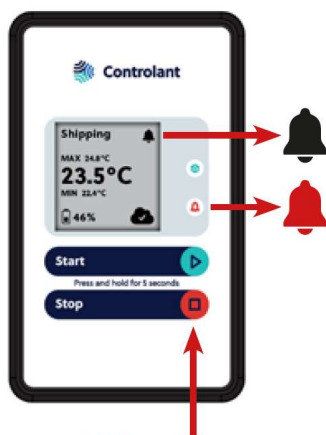 Controlant
Shipping
MAX 24.8°C
23.5°C
MIN 22.4°C
46%
Start
Press and hold for 5 seconds
Stop